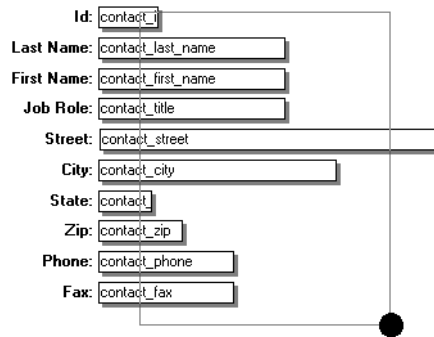 Id: contact_i
Last Name: contact_last_name
First Name: contact_first_name
Job Role: contact_title
Street: contact_street
City: contact_city
State: contact_
Zip: contact_zip
Phone: contact_phone
Fax: contact_fax